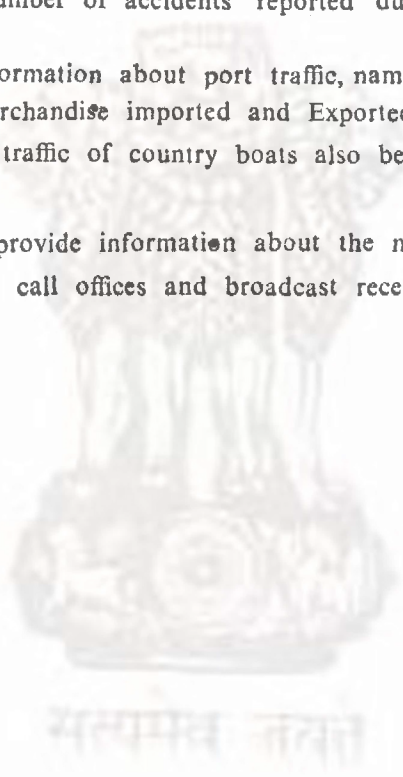 number of accidents reported du
ormation about port traffic, nam
rchandise imported and Exported
traffic of country boats also be
provide information about the n
call offices and broadcast rece
सत्यमेव जयते